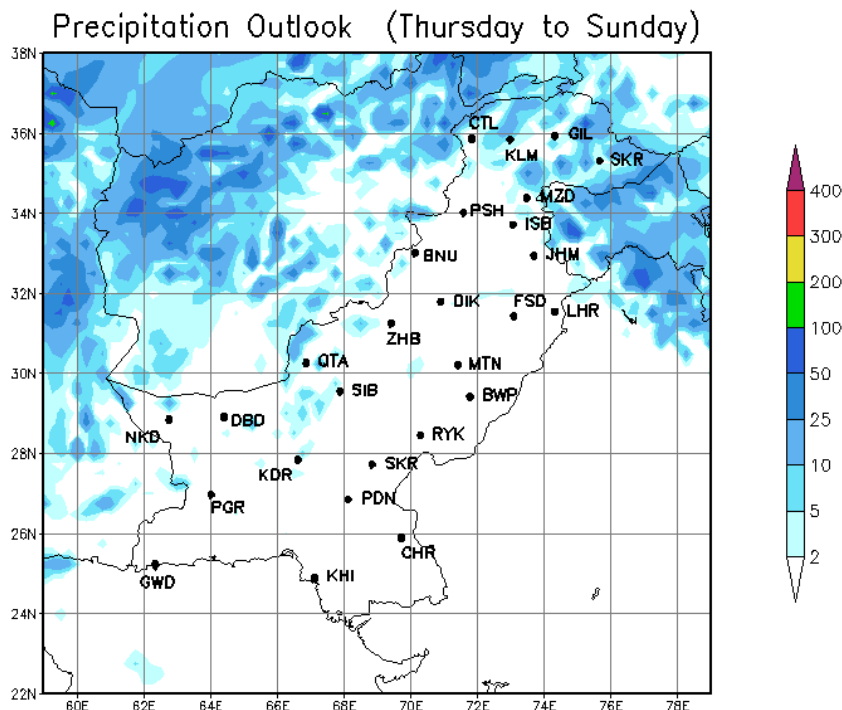 Precipitation Outlook (Thursday to Sunday)
38N
36N
34N
32N
30N
28N
26N
24N
22N
60E 62E 64E 66E 68E 70E 72E 74E 76E 78E
CTL
GIL
KLM
SKR
MZD
PSH
ISB
BNU
JHM
DIK
FSD
LHR
ZHB
QTA
MTN
SIB
BWP
NKD
DBD
RYK
KDR
SKR
PGR
PDN
CHR
GWD
KHI
400
300
200
100
50
25
10
5
2